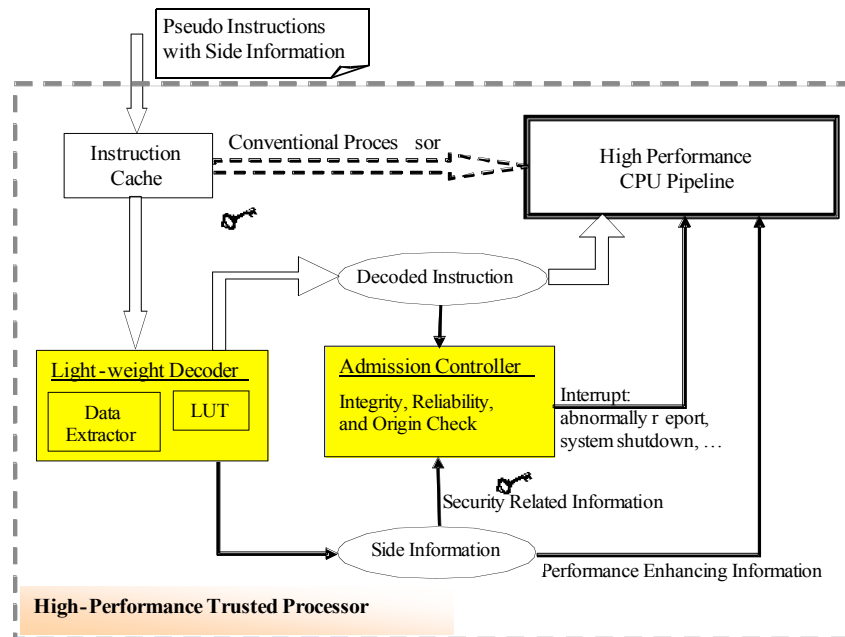 Pseudo Instructions
with Side Information
Instruction
Cache
Conventional Proces sor
High Performance
CPU Pipeline
Decoded Instruction
Light-weight Decoder
Data
Extractor
LUT
Admission Controller
Integrity, Reliability,
and Origin Check
Interrupt:
abnormally r eport,
system shutdown, ...
Security Related Information
Side Information
Performance Enhancing Information
High-Performance Trusted Processor